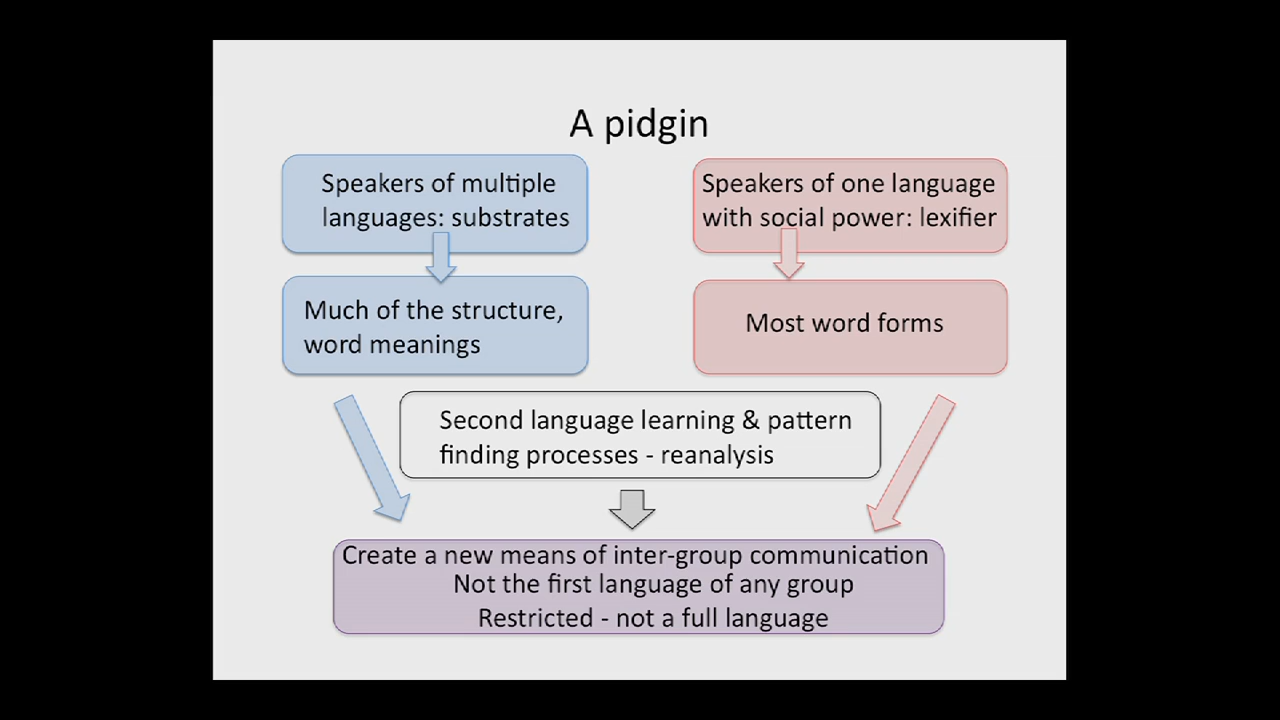 A pidgin
Speakers of multiple
languages: substrates
Speakers of one language
with social power: lexifier
Much of the structure,
word meanings
Most word forms
Second language learning & pattern
finding processes - reanalysis
Create a new means of inter-group communication
Not the first language of any group
Restricted - not a full language